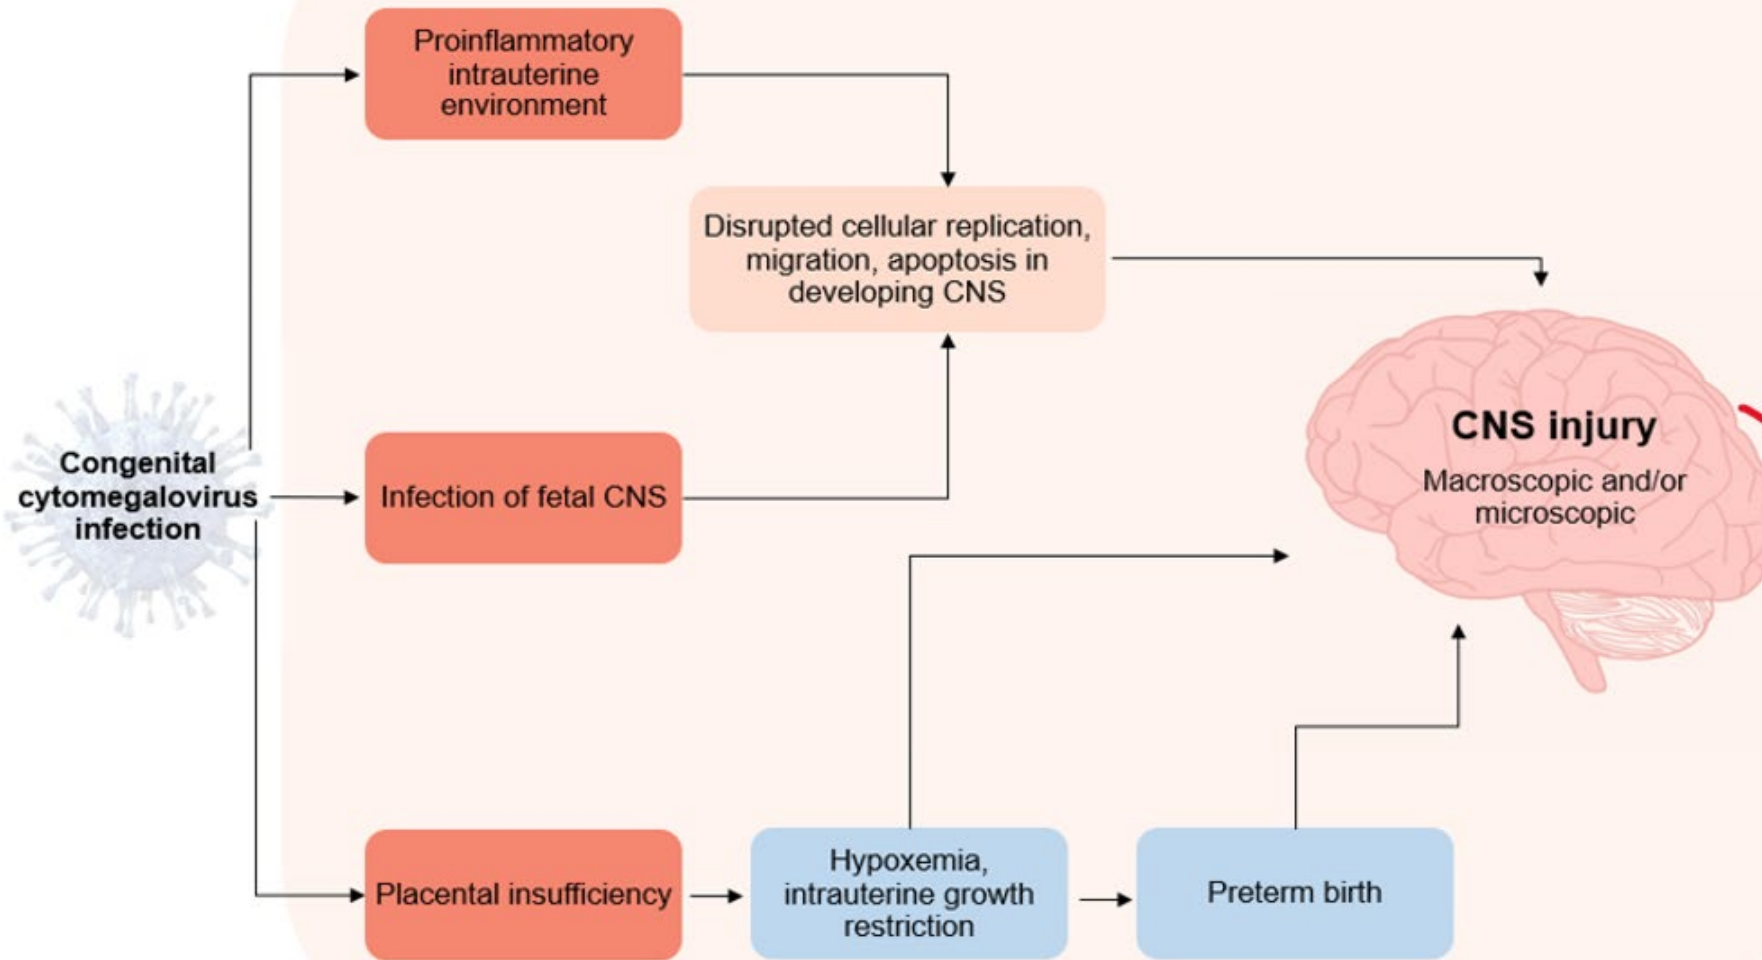 Proinflammatory
intrauterine
environment
Disrupted cellular replication,
migration, apoptosis in
developing CNS
Congenital
cytomegalovirus
infection
Infection of fetal CNS
CNS injury
Macroscopic and/or
microscopic
Placental insufficiency
Hypoxemia,
intrauterine growth
restriction
Preterm birth